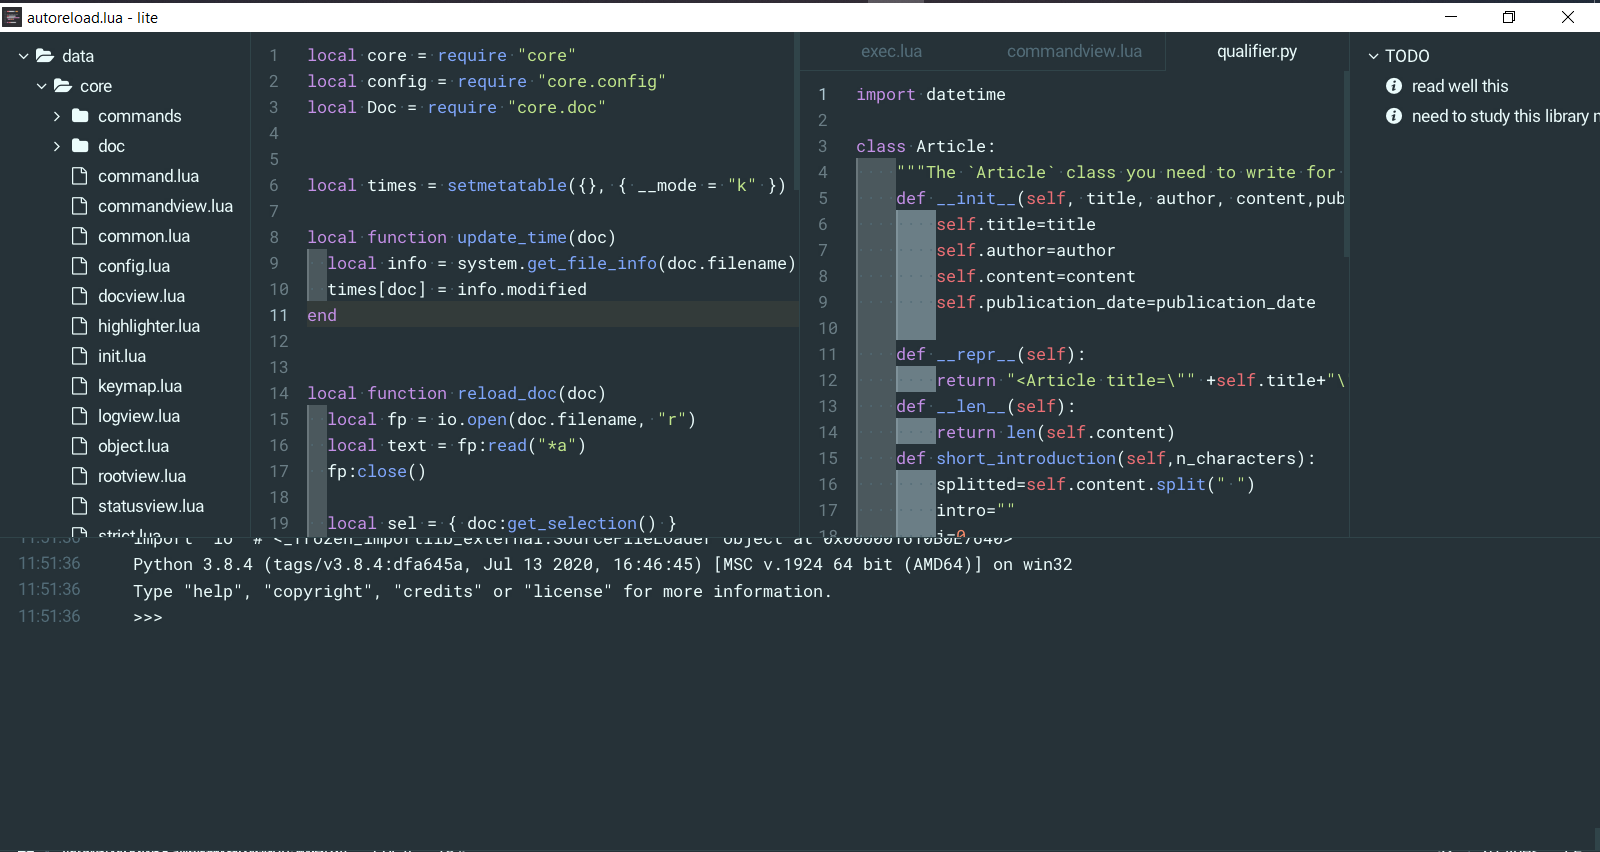 autoreload.lua - lite
data
core
commands
doc
command.lua
commandview.lua
common.lua
config.lua
docview.lua
highlighter.lua
init.lua
keymap.lua
logview.lua
object.lua
rootview.lua
statusview.lua
strict.lua
1 local core = require "core"
2 local config = require "core.config"
3 local Doc = require "core.doc"
4
5
6 local times = setmetatable({}, { __mode = "k" })
7
8 local function update_time(doc)
9 local info = system.get_file_info(doc.filename)
10 times[doc] = info.modified
11 end
12
13
14 local function reload_doc(doc)
15 local fp = io.open(doc.filename, "r")
16 local text = fp:read("*a")
17 fp:close()
18
19 local sel = { doc:get_selection() }
exec.lua commandview.lua qualifier.py
1 import datetime
2
3 class Article:
4 """The `Article` class you need to write for
5 def __init__(self, title, author, content,pub
6 self.title=title
7 self.author=author
8 self.content=content
9 self.publication_date=publication_date
10
11 def __repr__(self):
12 return "<Article title=\"" +self.title+"\
13 def __len__(self):
14 return len(self.content)
15 def short_introduction(self,n_characters):
16 splitted=self.content.split(" ")
17 intro=""
18 i=0
TODO
read well this
need to study this library
11:51:36 import 'io' # <_frozen_importlib_external.SourceFileLoader object at
11:51:36 Python 3.8.4 (tags/v3.8.4:dfa645a, Jul 13 2020, 16:46:45) [MSC v.1924 64 bit (AMD64)] on win32
11:51:36 Type "help", "copyright", "credits" or "license" for more information.
11:51:36 >>>